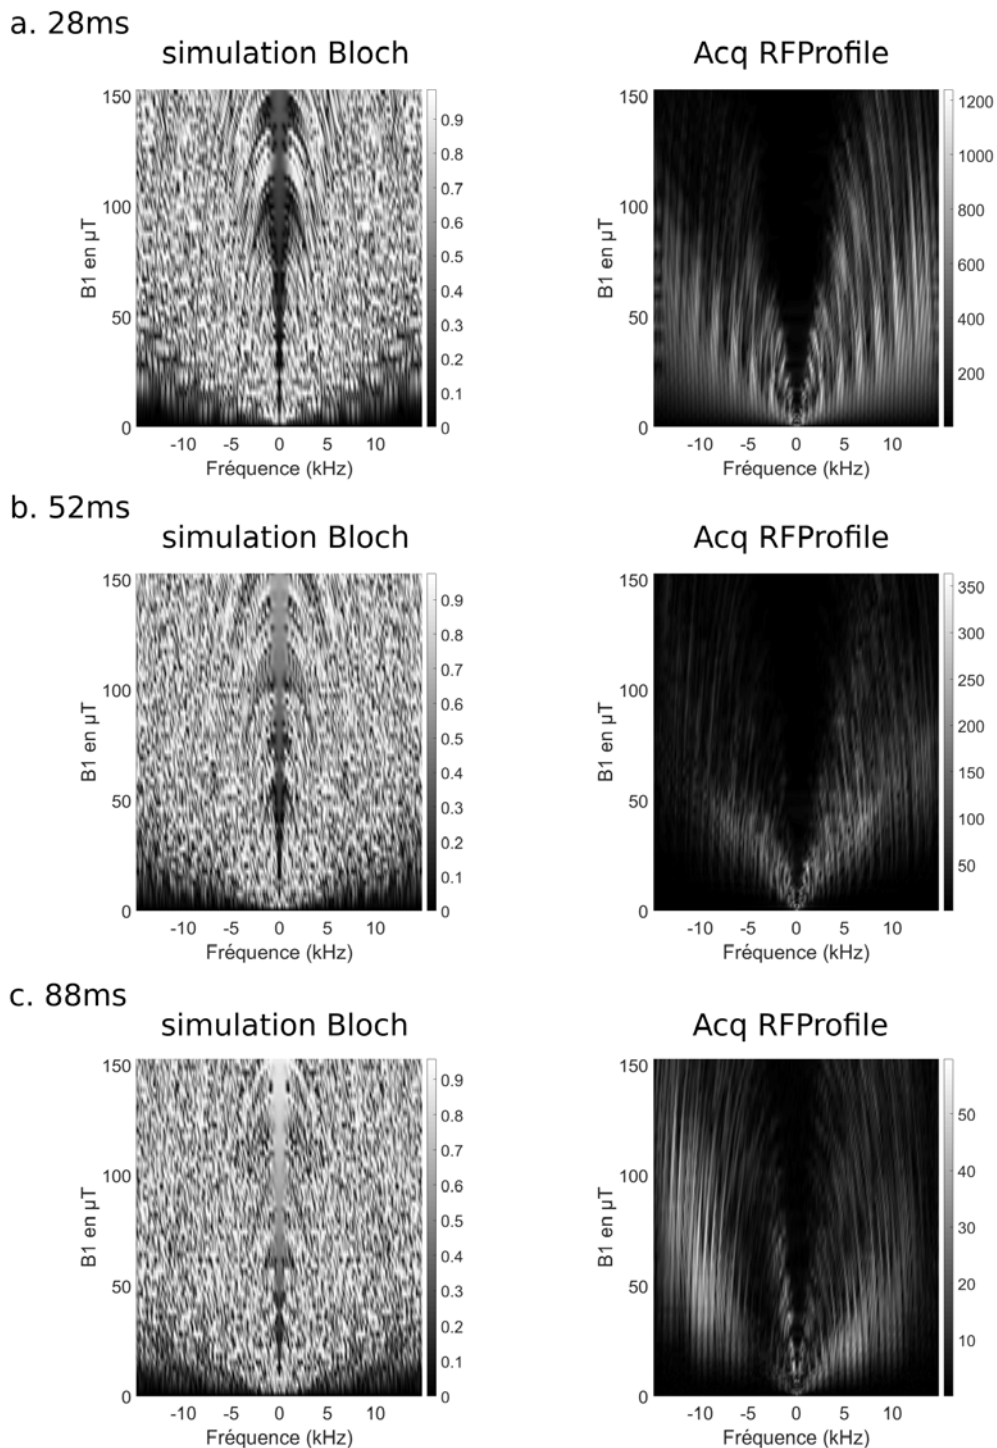 a. 28ms
simulation Bloch
Acq RFProfile
150
100
50
0
B1 en µT
-10 -5 0 5 10
Fréquence (kHz)
0.9
0.8
0.7
0.6
0.5
0.4
0.3
0.2
0.1
0
150
100
50
0
B1 en µT
-10 -5 0 5 10
Fréquence (kHz)
1200
1000
800
600
400
200
b. 52ms
simulation Bloch
Acq RFProfile
150
100
50
0
B1 en µT
-10 -5 0 5 10
Fréquence (kHz)
0.9
0.8
0.7
0.6
0.5
0.4
0.3
0.2
0.1
0
150
100
50
0
B1 en µT
-10 -5 0 5 10
Fréquence (kHz)
350
300
250
200
150
100
50
c. 88ms
simulation Bloch
Acq RFProfile
150
100
50
0
B1 en µT
-10 -5 0 5 10
Fréquence (kHz)
0.9
0.8
0.7
0.6
0.5
0.4
0.3
0.2
0.1
0
150
100
50
0
B1 en µT
-10 -5 0 5 10
Fréquence (kHz)
50
40
30
20
10